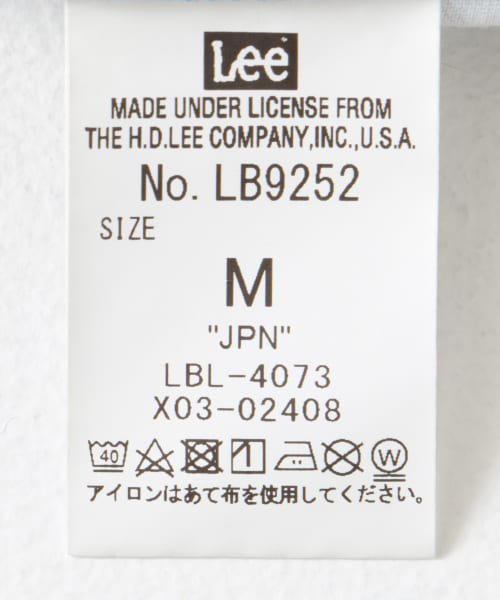 Lee
MADE UNDER LICENSE FROM
THE H.D.LEE COMPANY,INC.,U.S.A.
No. LB9252
SIZE
M
"JPN"
LBL-4073
X03-02408
40 W
アイロンはあて布を使用してください。